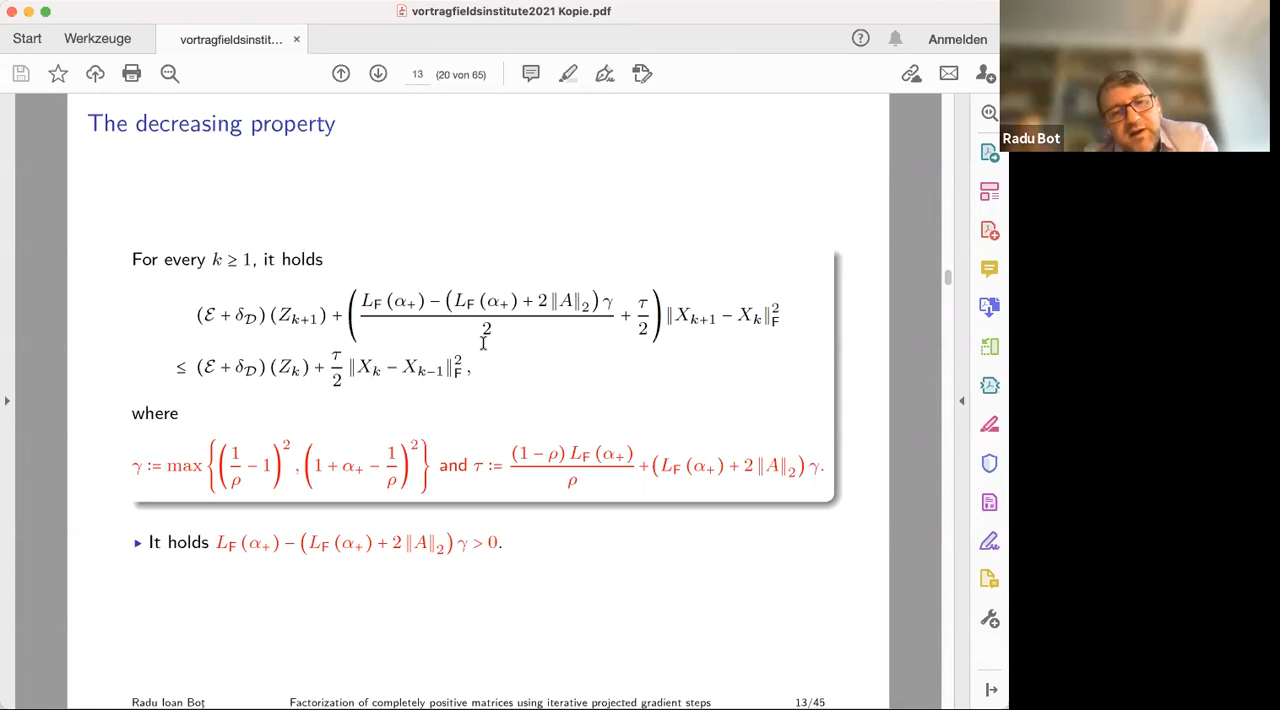 vortragfieldsinstitute2021 Kopie.pdf
Start Werkzeuge vortragfieldsinstit... × Anmelden
13 (20 von 65)
Radu Bot
The decreasing property
For every k ≥ 1, it holds
(ℰ + δ_𝒟) (Z_{k+1}) + ( (L_F (α_+) − (L_F (α_+) + 2 ‖A‖_2) γ) / 2 + τ/2 ) ‖X_{k+1} − X_k‖_F^2
≤ (ℰ + δ_𝒟) (Z_k) + τ/2 ‖X_k − X_{k−1}‖_F^2 ,
where
γ := max { (1/ρ − 1)^2 , (1 + α_+ − 1/ρ)^2 } and τ := (1 − ρ) L_F (α_+) / ρ + (L_F (α_+) + 2 ‖A‖_2) γ.
▸ It holds L_F (α_+) − (L_F (α_+) + 2 ‖A‖_2) γ > 0.
Radu Ioan Boţ Factorization of completely positive matrices using iterative projected gradient steps 13/45